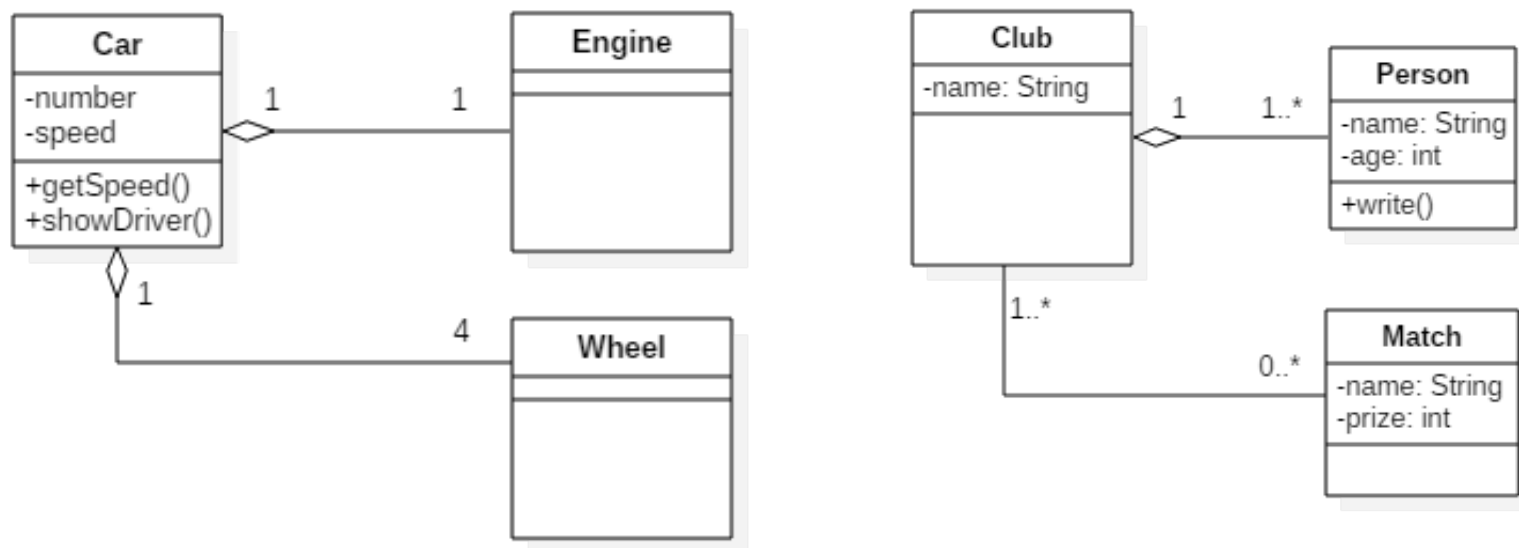 Car
-number
-speed
+getSpeed()
+showDriver()
1
1
Engine
1
4
Wheel
Club
-name: String
1
1..*
Person
-name: String
-age: int
+write()
1..*
0..*
Match
-name: String
-prize: int